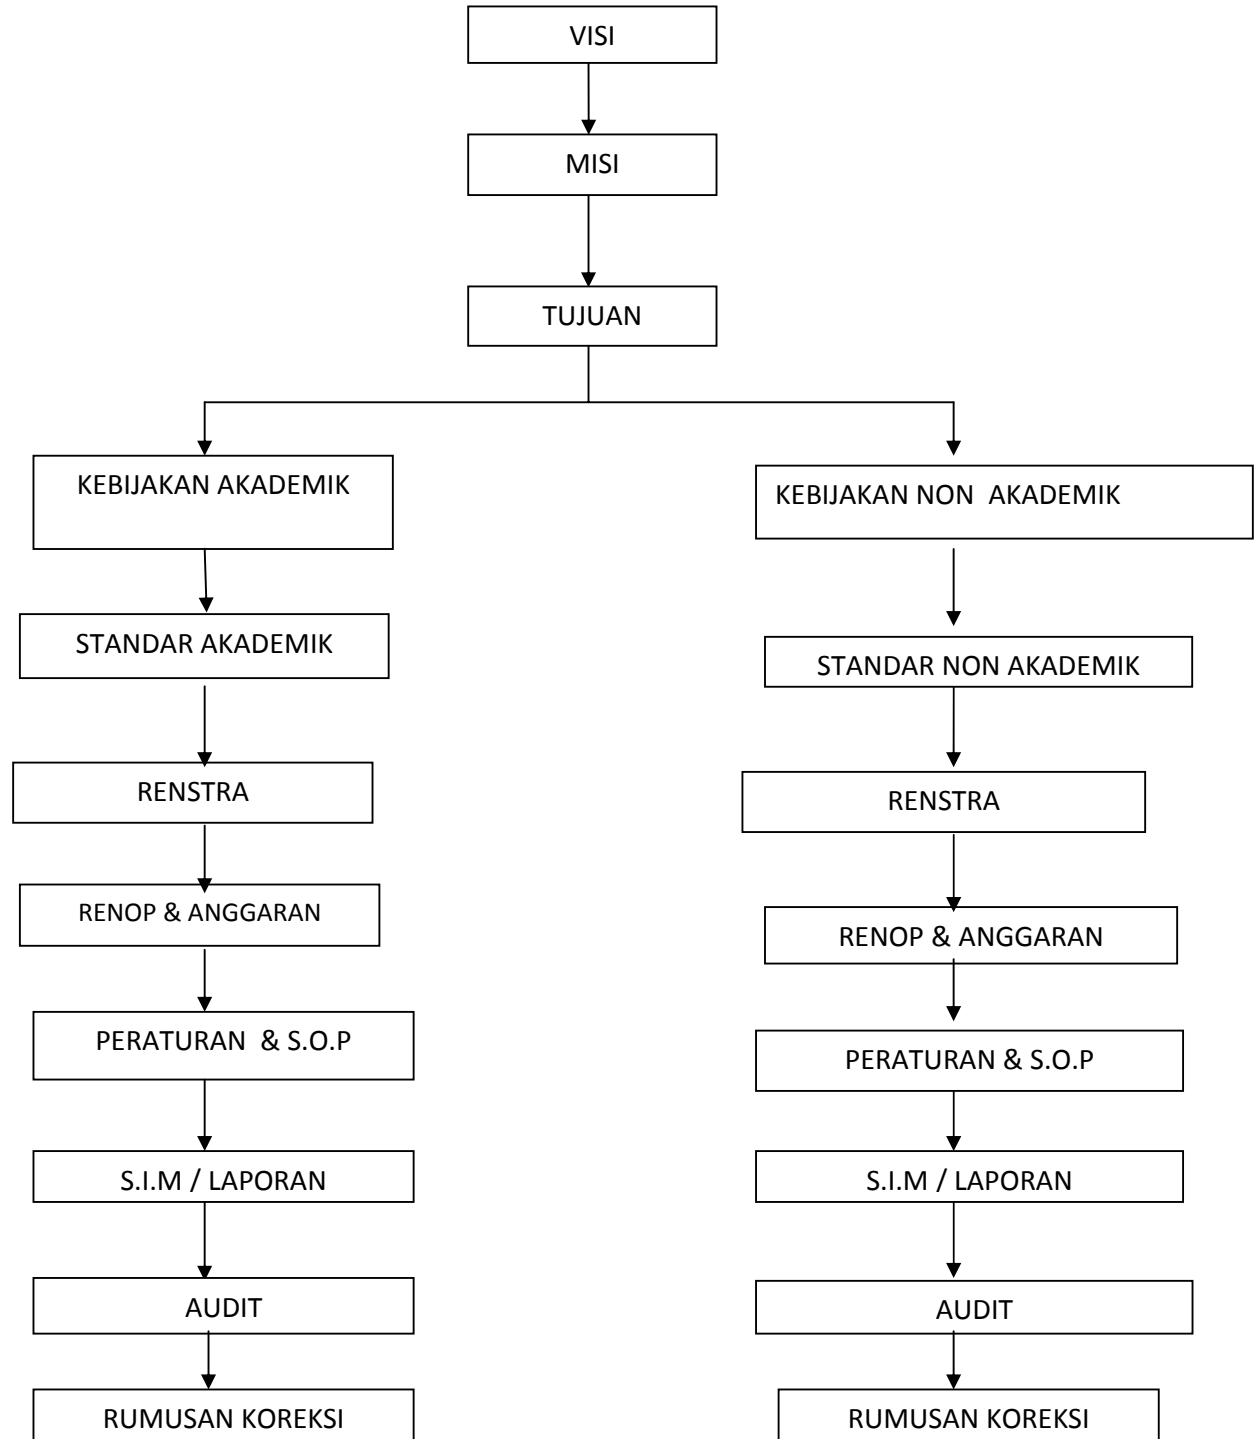 VISI
MISI
TUJUAN
KEBIJAKAN AKADEMIK
KEBIJAKAN NON  AKADEMIK
STANDAR AKADEMIK
STANDAR NON AKADEMIK
RENSTRA
RENSTRA
RENOP & ANGGARAN
RENOP & ANGGARAN
PERATURAN  & S.O.P
PERATURAN & S.O.P
S.I.M / LAPORAN
S.I.M / LAPORAN
AUDIT
AUDIT
RUMUSAN KOREKSI
RUMUSAN KOREKSI